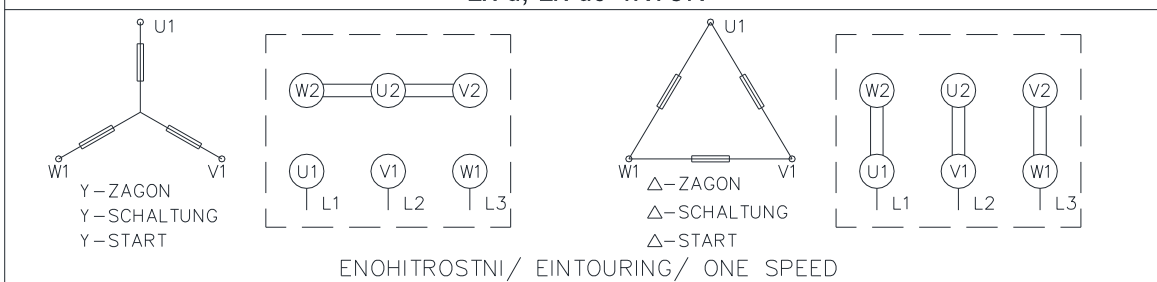 U1
W1
V1
Y-ZAGON
Y-SCHALTUNG
Y-START
W2 U2 V2
U1 V1 W1
L1 L2 L3
U1
W1
V1
△-ZAGON
△-SCHALTUNG
△-START
W2 U2 V2
U1 V1 W1
L1 L2 L3
ENOHITROSTNI/ EINTOURING/ ONE SPEED